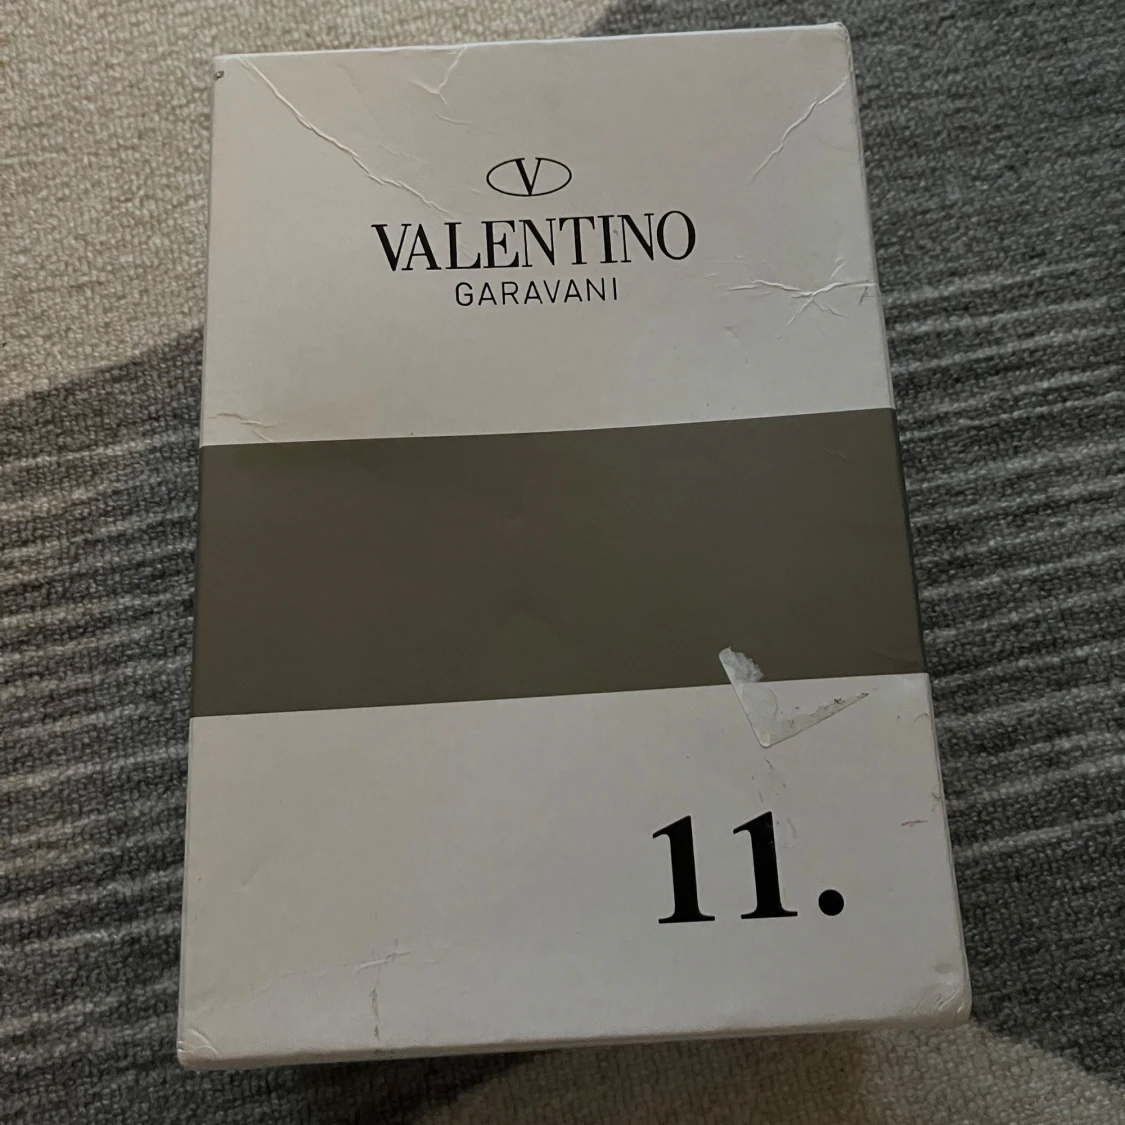 V
VALENTINO
GARAVANI
11.